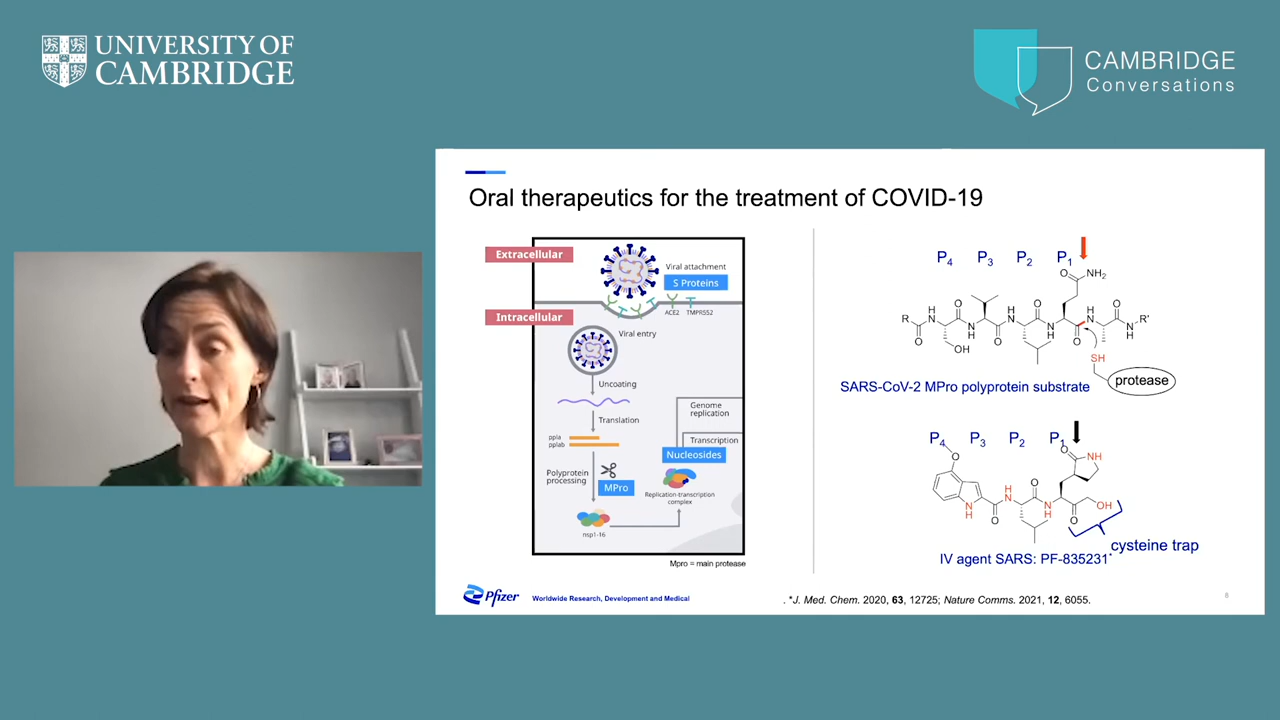 UNIVERSITY OF
CAMBRIDGE
CAMBRIDGE
Conversations
Oral therapeutics for the treatment of COVID-19
Extracellular
Viral attachment
S Proteins
ACE2 TMPRSS2
Intracellular
Viral entry
Uncoating
Genome
replication
Translation
pp1a
pp1ab
Transcription
Nucleosides
Polyprotein
processing
MPro
Replication-transcription
complex
nsp1-16
Mpro = main protease
P4 P3 P2 P1
O NH2
R H N O H N O H N O
O N H O N H O N H R'
OH
SH
protease
SARS-CoV-2 MPro polyprotein substrate
P4 P3 P2 P1
O O NH
H N O OH
N H O N H O
cysteine trap
IV agent SARS: PF-835231*
Pfizer
Worldwide Research, Development and Medical
. *J. Med. Chem. 2020, 63, 12725; Nature Comms. 2021, 12, 6055.
8